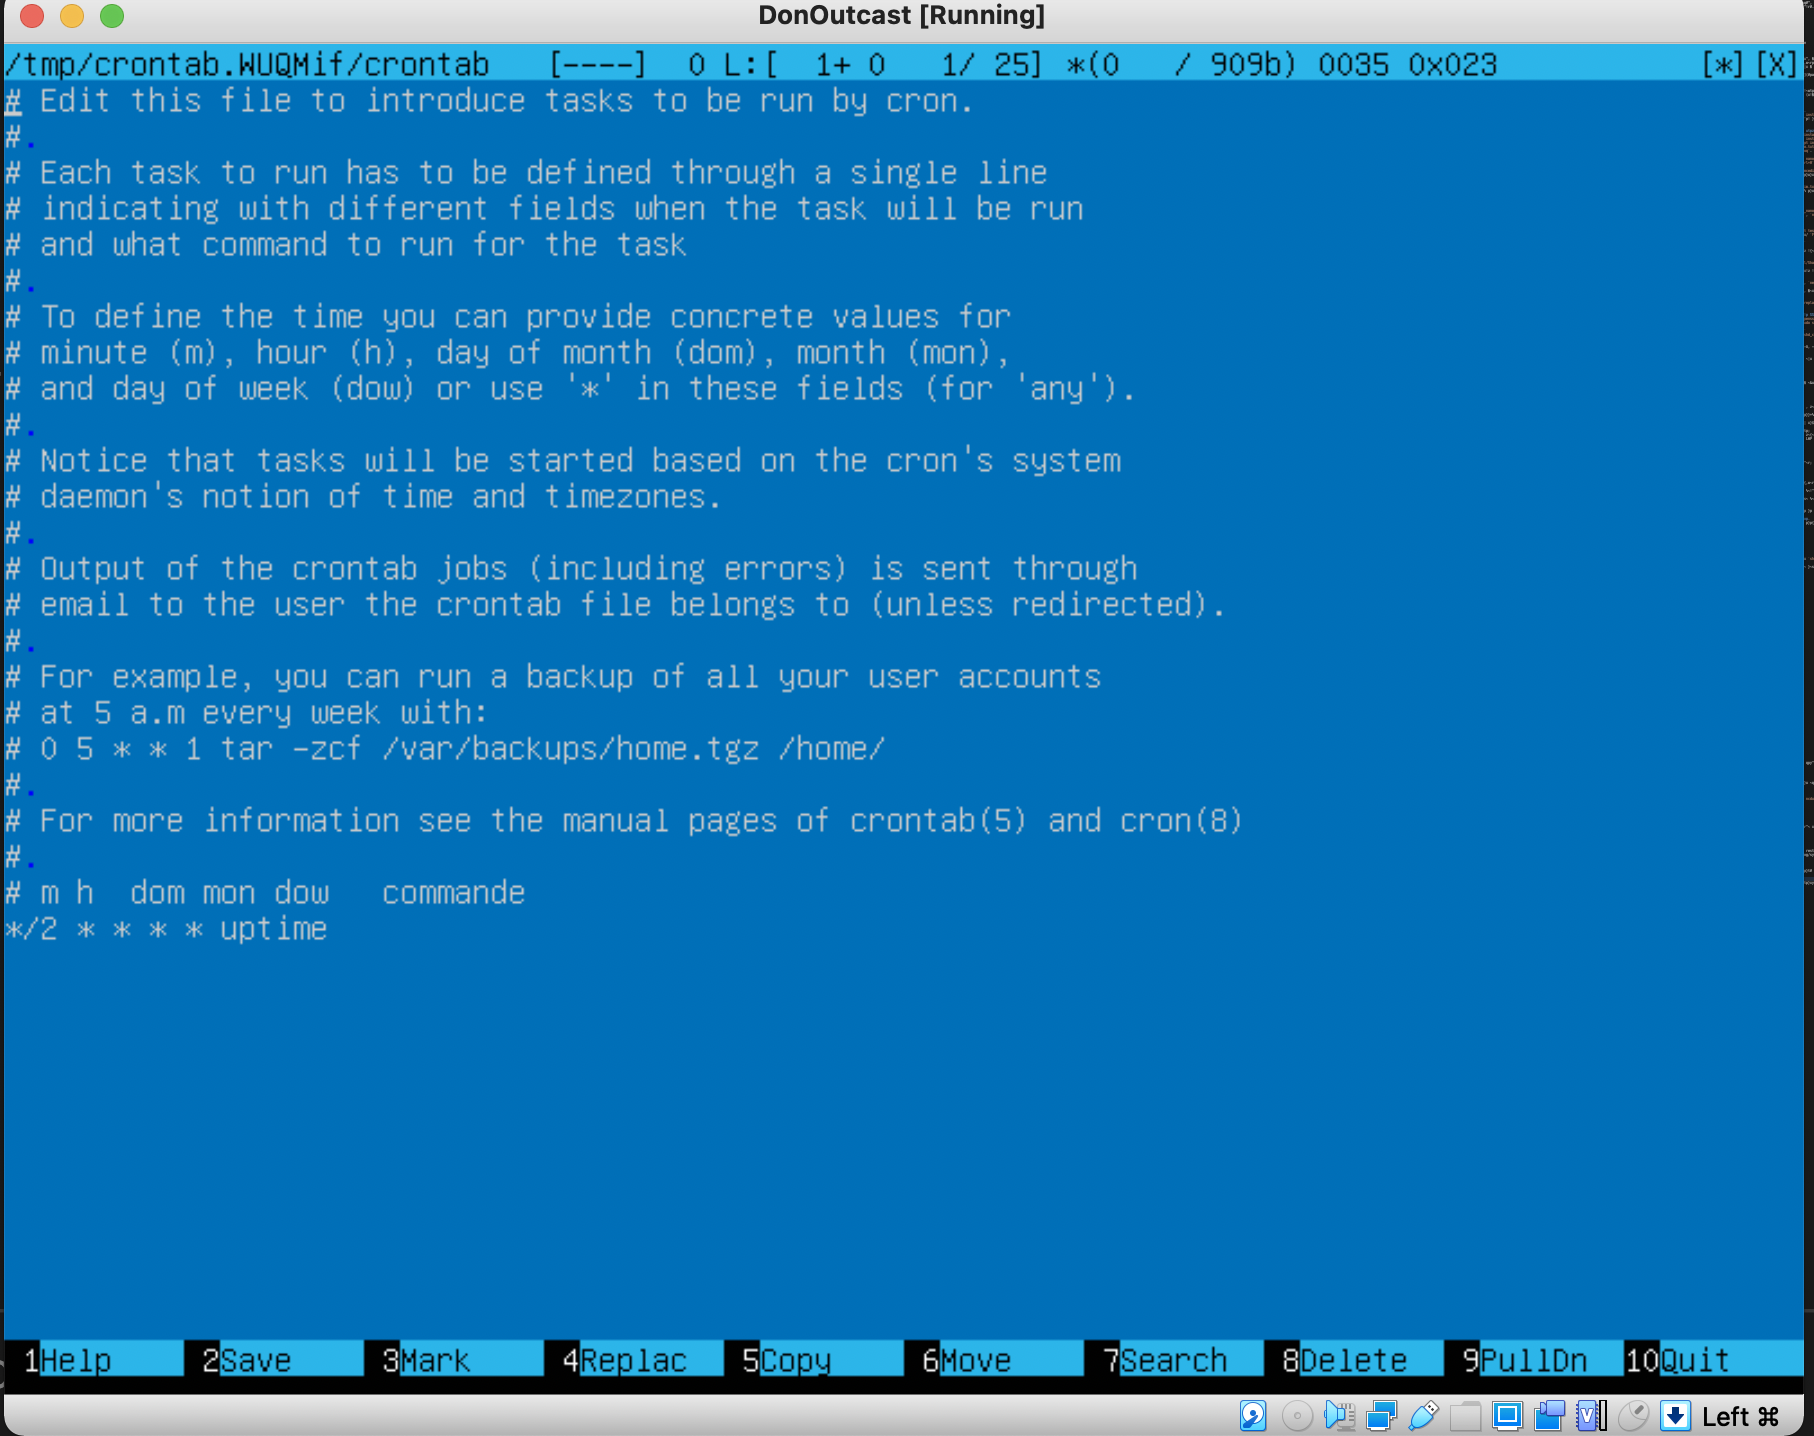 DonOutcast [Running]
/tmp/crontab.WUQMif/crontab   [----]  0 L:[  1+ 0   1/ 25] *(0   / 909b) 0035 0x023   [*][X]
# Edit this file to introduce tasks to be run by cron.
#.
# Each task to run has to be defined through a single line
# indicating with different fields when the task will be run
# and what command to run for the task
#.
# To define the time you can provide concrete values for
# minute (m), hour (h), day of month (dom), month (mon),
# and day of week (dow) or use '*' in these fields (for 'any').
#.
# Notice that tasks will be started based on the cron's system
# daemon's notion of time and timezones.
#.
# Output of the crontab jobs (including errors) is sent through
# email to the user the crontab file belongs to (unless redirected).
#.
# For example, you can run a backup of all your user accounts
# at 5 a.m every week with:
# 0 5 * * 1 tar -zcf /var/backups/home.tgz /home/
#.
# For more information see the manual pages of crontab(5) and cron(8)
#.
# m h  dom mon dow   commande
*/2 * * * * uptime
1Help 2Save 3Mark 4Replac 5Copy 6Move 7Search 8Delete 9PullDn 10Quit
Left ⌘